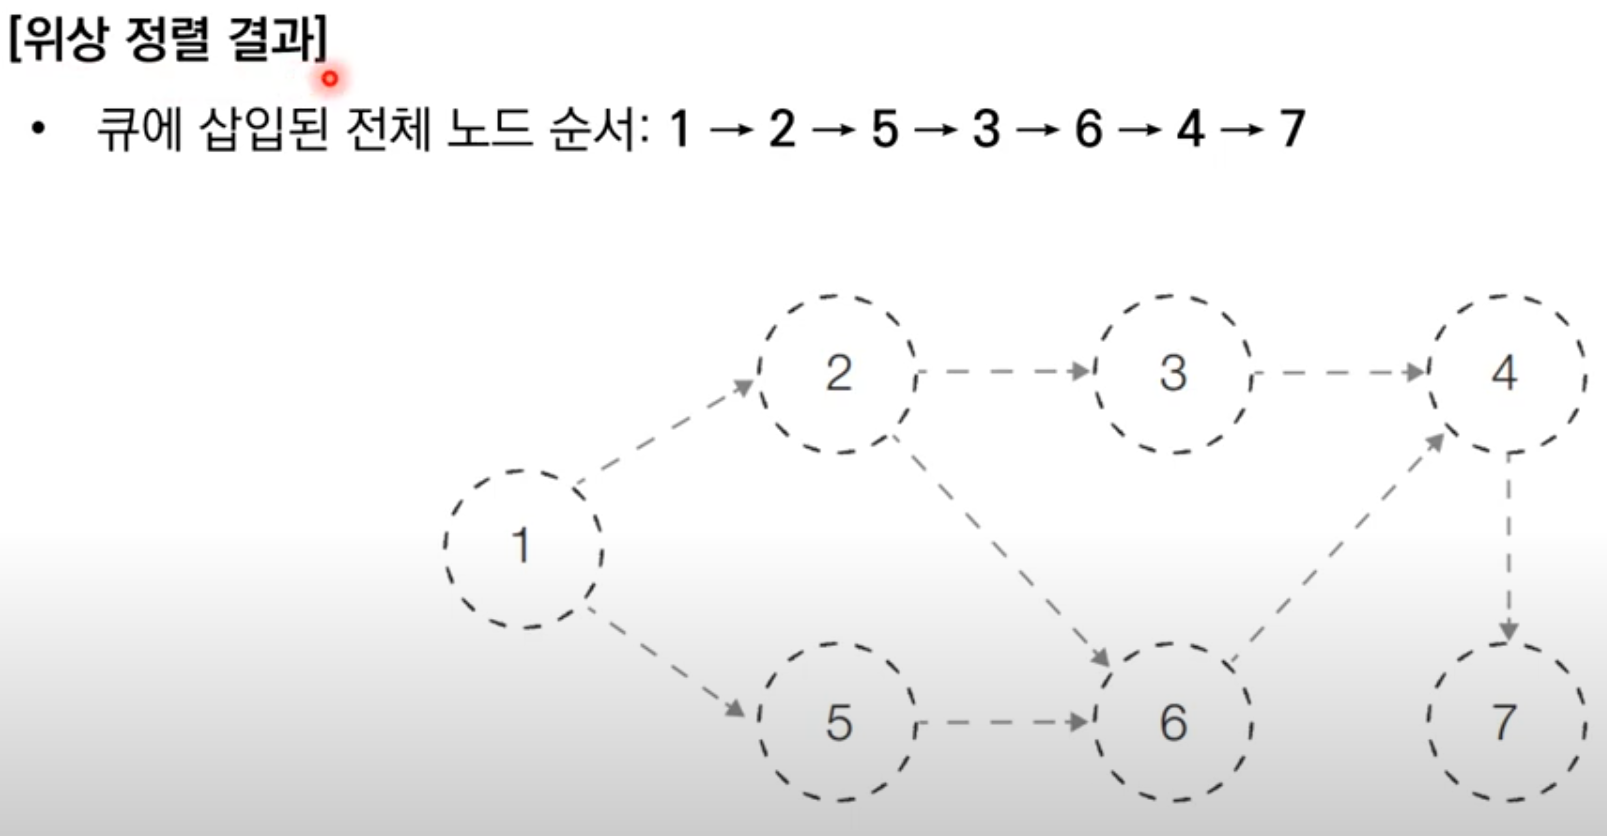 [위상 정렬 결과]
• 큐에 삽입된 전체 노드 순서: 1 → 2 → 5 → 3 → 6 → 4 → 7
2 3 4
1
5 6 7